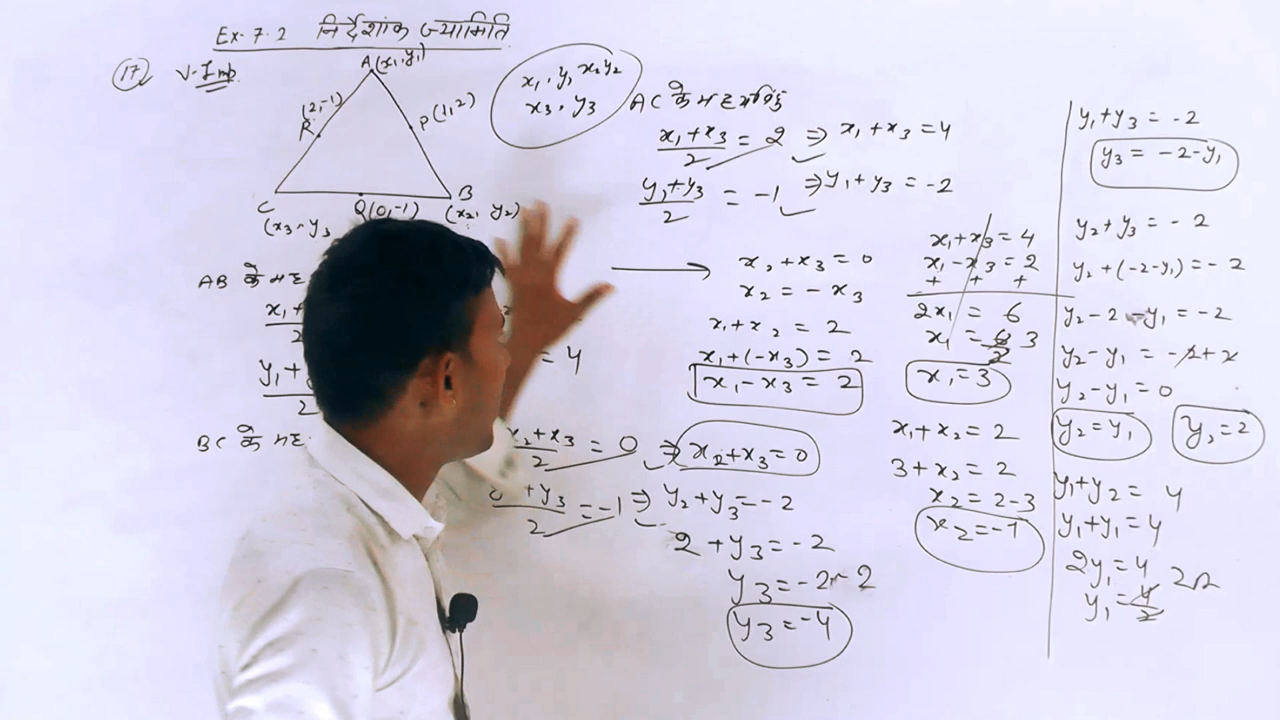 Ex-7.2 निर्देशांक ज्यामिति
17 V-Imp
A(x₁, y₁)
(2,-1)
R
P(1,2)
C
Q(0,-1)
B
(x₃, y₃
(x₂, y₂)
x₁, y₁ x₂ y₂
x₃, y₃
AB के मध
x₁+
2
= 4
y₁+
2
BC के मध
x₂+x₃/2 = 0 ⇒ x₂+x₃=0
+y₃/2 = -1 ⇒ y₂+y₃=-2
2+y₃=-2
y₃=-2-2
y₃=-4
AC के
x₁+x₃/2 = 2 ⇒ x₁+x₃=4
y₁+y₃/2 = -1 ⇒ y₁+y₃=-2
x₂+x₃=0
x₂=-x₃
x₁+x₂=2
x₁+(-x₃)=2
x₁-x₃=2
x₁+x₃=4
x₁-x₃=2
+ + +
2x₁=6
x₁=6/2 3
x₁=3
x₁+x₂=2
3+x₂=2
x₂=2-3
x₂=-1
y₁+y₃=-2
y₃=-2-y₁
y₂+y₃=-2
y₂+(-2-y₁)=-2
y₂-2-y₁=-2
y₂-y₁=-2+2
y₂-y₁=0
y₂=y₁ y₂=2
y₁+y₂=4
y₁+y₁=4
2y₁=4
y₁=4/2 2